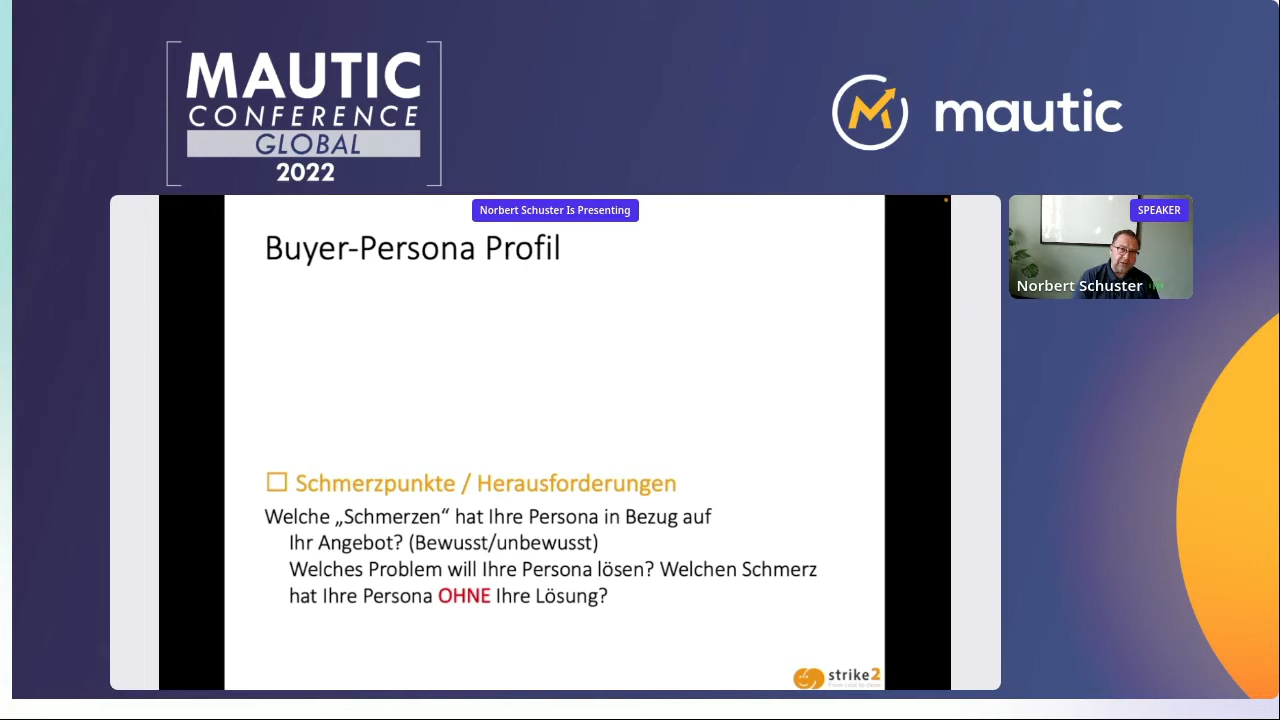 MAUTIC
CONFERENCE
GLOBAL
2022
mautic
Norbert Schuster Is Presenting
SPEAKER
Norbert Schuster
Buyer-Persona Profil
☐ Schmerzpunkte / Herausforderungen
Welche „Schmerzen“ hat Ihre Persona in Bezug auf
Ihr Angebot? (Bewusst/unbewusst)
Welches Problem will Ihre Persona lösen? Welchen Schmerz
hat Ihre Persona OHNE Ihre Lösung?
strike2